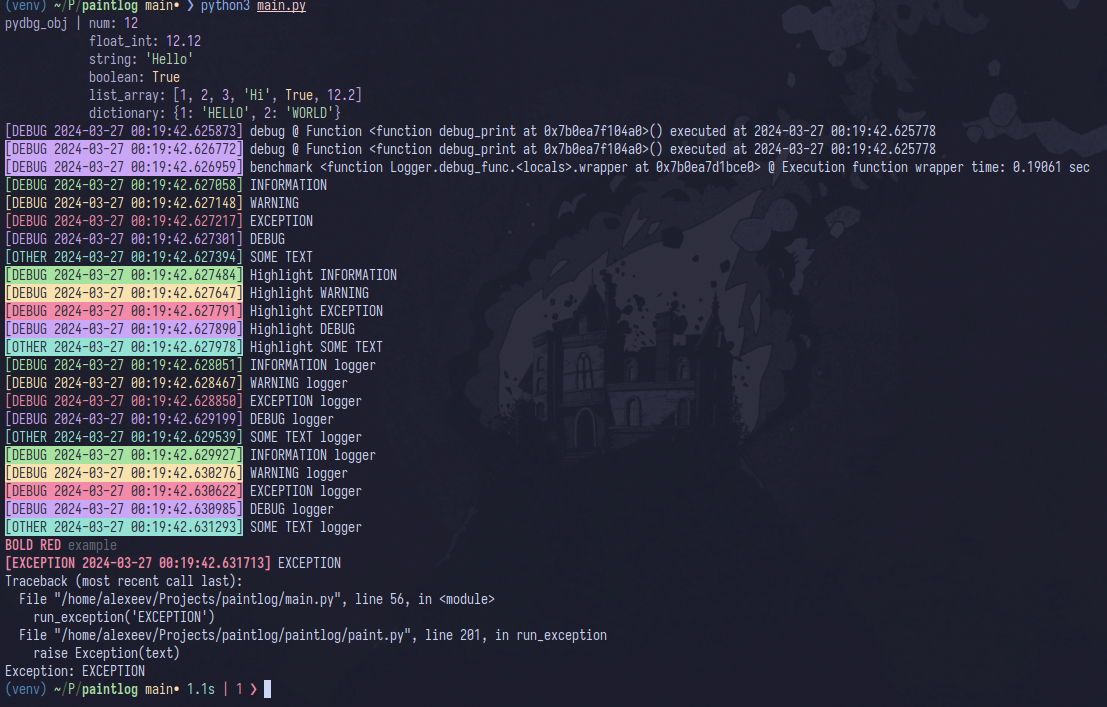 (venv) ~/P/paintlog main• ❯ python3 main.py
pydbg_obj | num: 12
            float_int: 12.12
            string: 'Hello'
            boolean: True
            list_array: [1, 2, 3, 'Hi', True, 12.2]
            dictionary: {1: 'HELLO', 2: 'WORLD'}
[DEBUG 2024-03-27 00:19:42.625873] debug @ Function <function debug_print at 0x7b0ea7f104a0>() executed at 2024-03-27 00:19:42.625778
[DEBUG 2024-03-27 00:19:42.626772] debug @ Function <function debug_print at 0x7b0ea7f104a0>() executed at 2024-03-27 00:19:42.625778
[DEBUG 2024-03-27 00:19:42.626959] benchmark <function Logger.debug_func.<locals>.wrapper at 0x7b0ea7d1bce0> @ Execution function wrapper time: 0.19061 sec
[DEBUG 2024-03-27 00:19:42.627058] INFORMATION
[DEBUG 2024-03-27 00:19:42.627148] WARNING
[DEBUG 2024-03-27 00:19:42.627217] EXCEPTION
[DEBUG 2024-03-27 00:19:42.627301] DEBUG
[OTHER 2024-03-27 00:19:42.627394] SOME TEXT
[DEBUG 2024-03-27 00:19:42.627484] Highlight INFORMATION
[DEBUG 2024-03-27 00:19:42.627647] Highlight WARNING
[DEBUG 2024-03-27 00:19:42.627791] Highlight EXCEPTION
[DEBUG 2024-03-27 00:19:42.627890] Highlight DEBUG
[OTHER 2024-03-27 00:19:42.627978] Highlight SOME TEXT
[DEBUG 2024-03-27 00:19:42.628051] INFORMATION logger
[DEBUG 2024-03-27 00:19:42.628467] WARNING logger
[DEBUG 2024-03-27 00:19:42.628850] EXCEPTION logger
[DEBUG 2024-03-27 00:19:42.629199] DEBUG logger
[OTHER 2024-03-27 00:19:42.629539] SOME TEXT logger
[DEBUG 2024-03-27 00:19:42.629927] INFORMATION logger
[DEBUG 2024-03-27 00:19:42.630276] WARNING logger
[DEBUG 2024-03-27 00:19:42.630622] EXCEPTION logger
[DEBUG 2024-03-27 00:19:42.630985] DEBUG logger
[OTHER 2024-03-27 00:19:42.631293] SOME TEXT logger
BOLD RED example
[EXCEPTION 2024-03-27 00:19:42.631713] EXCEPTION
Traceback (most recent call last):
  File "/home/alexeev/Projects/paintlog/main.py", line 56, in <module>
    run_exception('EXCEPTION')
  File "/home/alexeev/Projects/paintlog/paintlog/paint.py", line 201, in run_exception
    raise Exception(text)
Exception: EXCEPTION
(venv) ~/P/paintlog main• 1.1s | 1 ❯